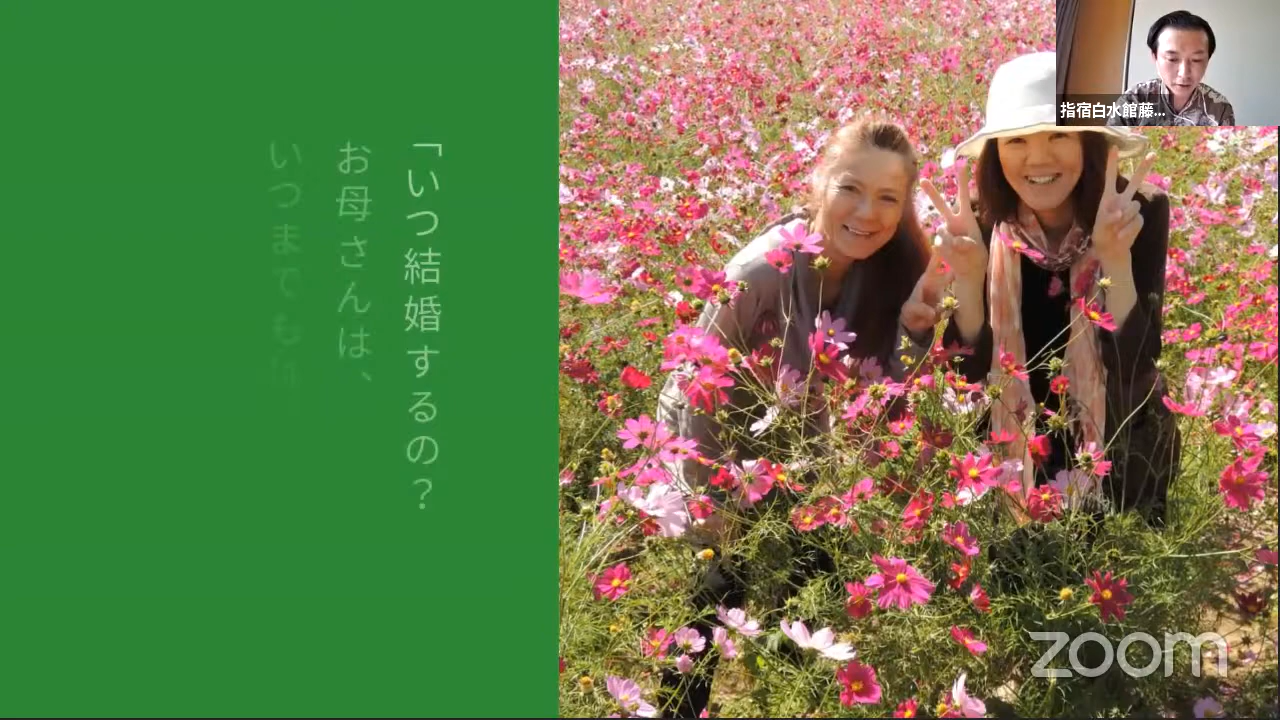 「いつ結婚するの？
お母さんは、
いつまでも
指宿白水館藤...
zoom